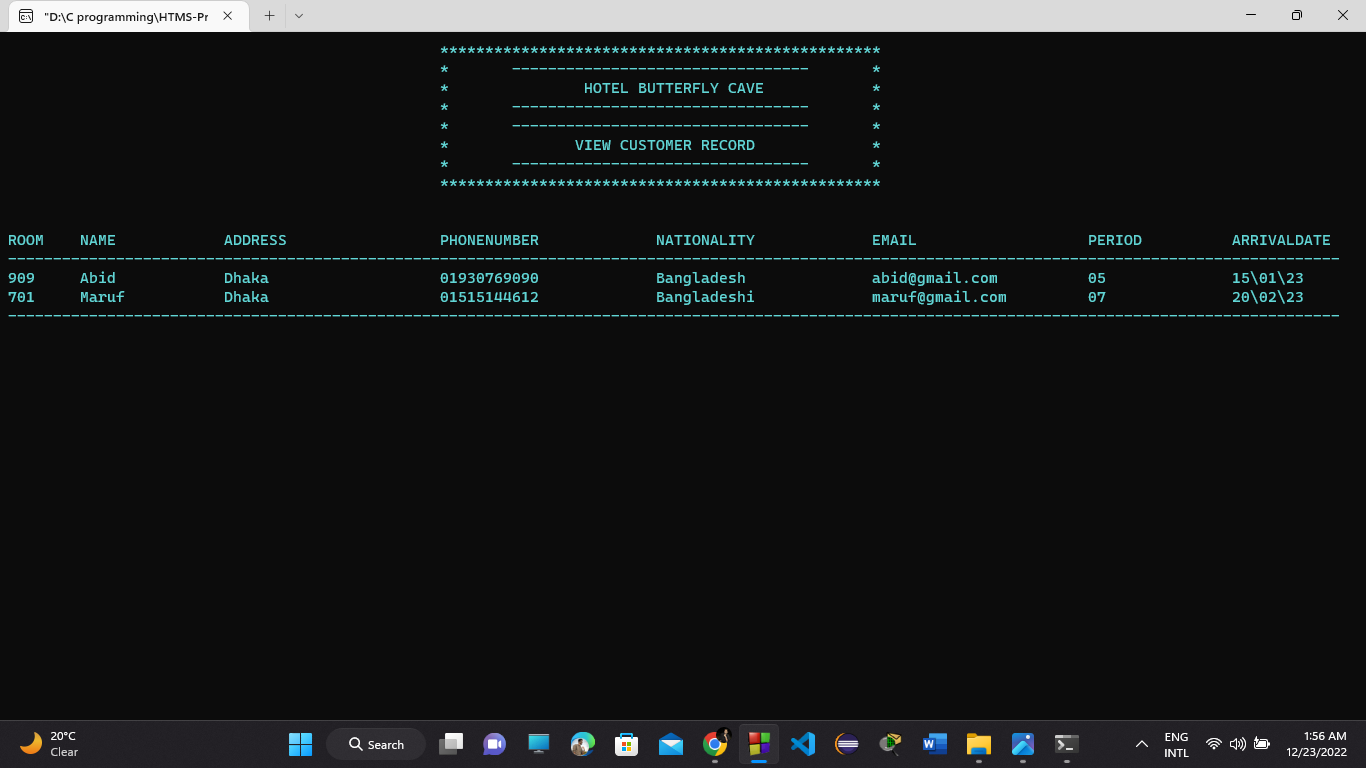 "D:\C programming\HTMS-Pr
*************************************************
* --------------------------------- *
* HOTEL BUTTERFLY CAVE *
* --------------------------------- *
* --------------------------------- *
* VIEW CUSTOMER RECORD *
* --------------------------------- *
*************************************************
ROOM NAME ADDRESS PHONENUMBER NATIONALITY EMAIL PERIOD ARRIVALDATE
----------------------------------------------------------------------------------------------------------------------------------------------------
909 Abid Dhaka 01930769090 Bangladesh abid@gmail.com 05 15\01\23
701 Maruf Dhaka 01515144612 Bangladeshi maruf@gmail.com 07 20\02\23
----------------------------------------------------------------------------------------------------------------------------------------------------
20°C
Clear
Search
ENG
INTL
1:56 AM
12/23/2022